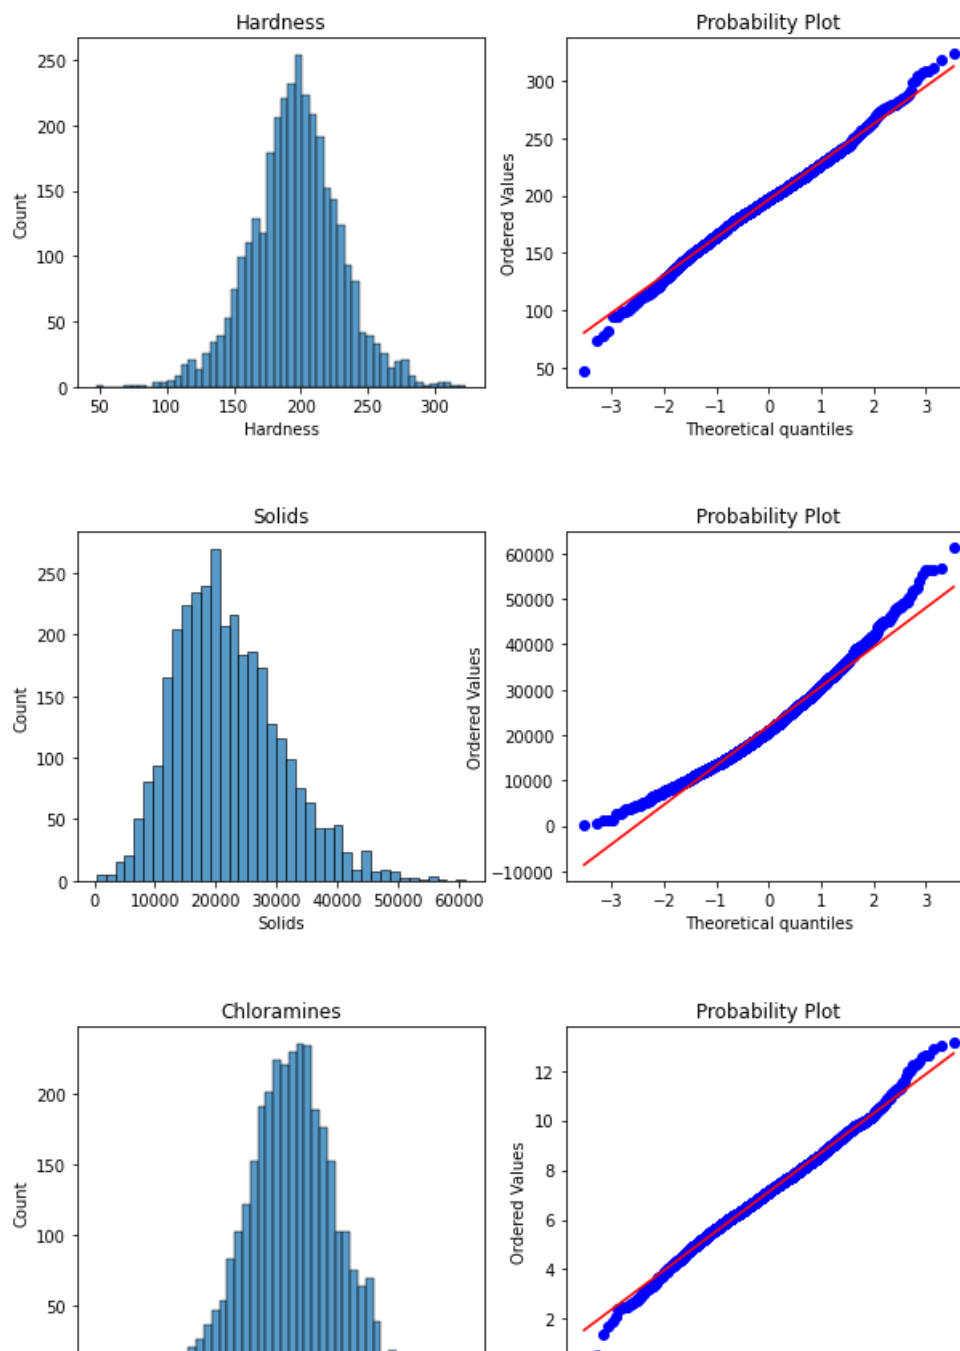 Hardness
Probability Plot
250
200
150
100
50
0
Count
50 100 150 200 250 300
Hardness
300
250
200
150
100
50
Ordered Values
−3 −2 −1 0 1 2 3
Theoretical quantiles
Solids
Probability Plot
250
200
150
100
50
0
Count
0 10000 20000 30000 40000 50000 60000
Solids
60000
50000
40000
30000
20000
10000
0
−10000
Ordered Values
−3 −2 −1 0 1 2 3
Theoretical quantiles
Chloramines
Probability Plot
200
150
100
50
Count
12
10
8
6
4
2
Ordered Values